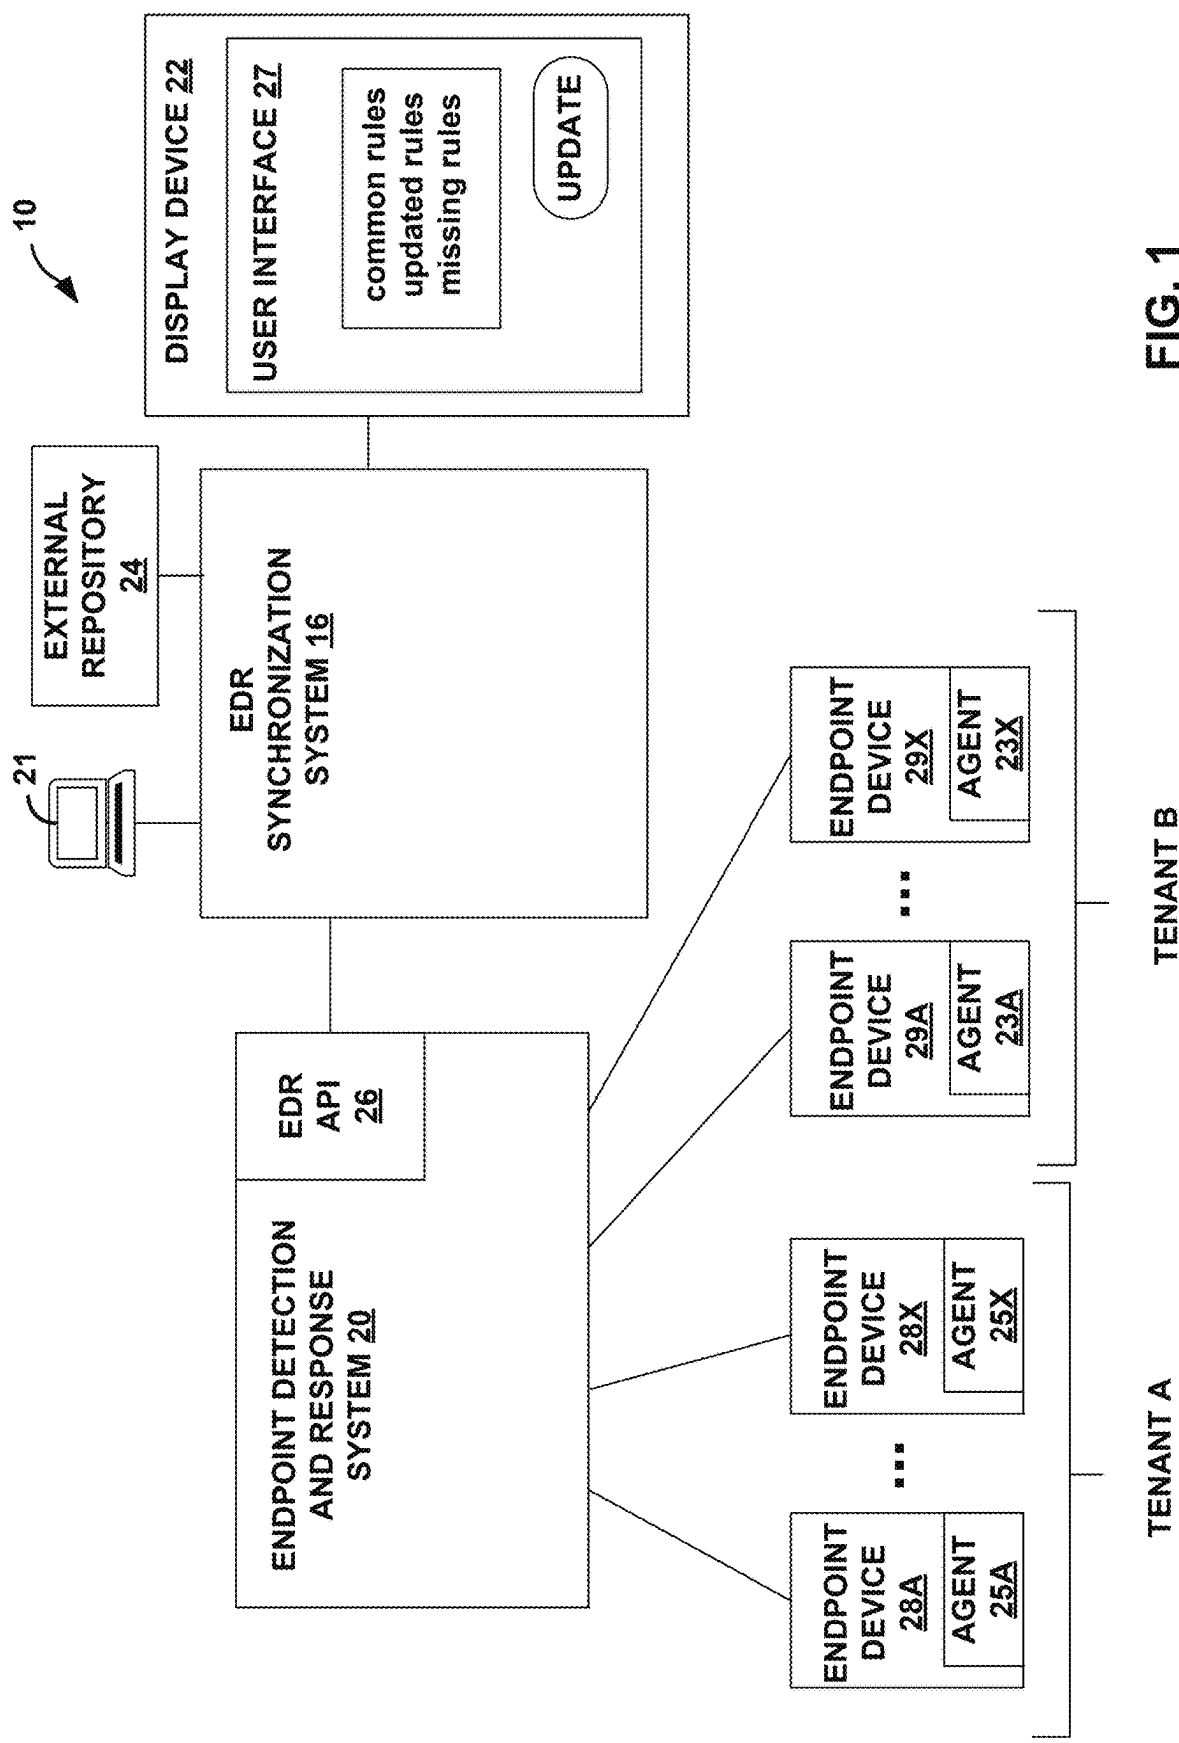 10
DISPLAY DEVICE 22
USER INTERFACE 27
common rules
updated rules
missing rules
UPDATE
EXTERNAL
REPOSITORY
24
21
EDR
SYNCHRONIZATION
SYSTEM 16
EDR
API
26
ENDPOINT DETECTION
AND RESPONSE
SYSTEM 20
ENDPOINT
DEVICE
28A
AGENT
25A
...
ENDPOINT
DEVICE
28X
AGENT
25X
ENDPOINT
DEVICE
29A
AGENT
23A
...
ENDPOINT
DEVICE
29X
AGENT
23X
TENANT A
TENANT B
FIG. 1